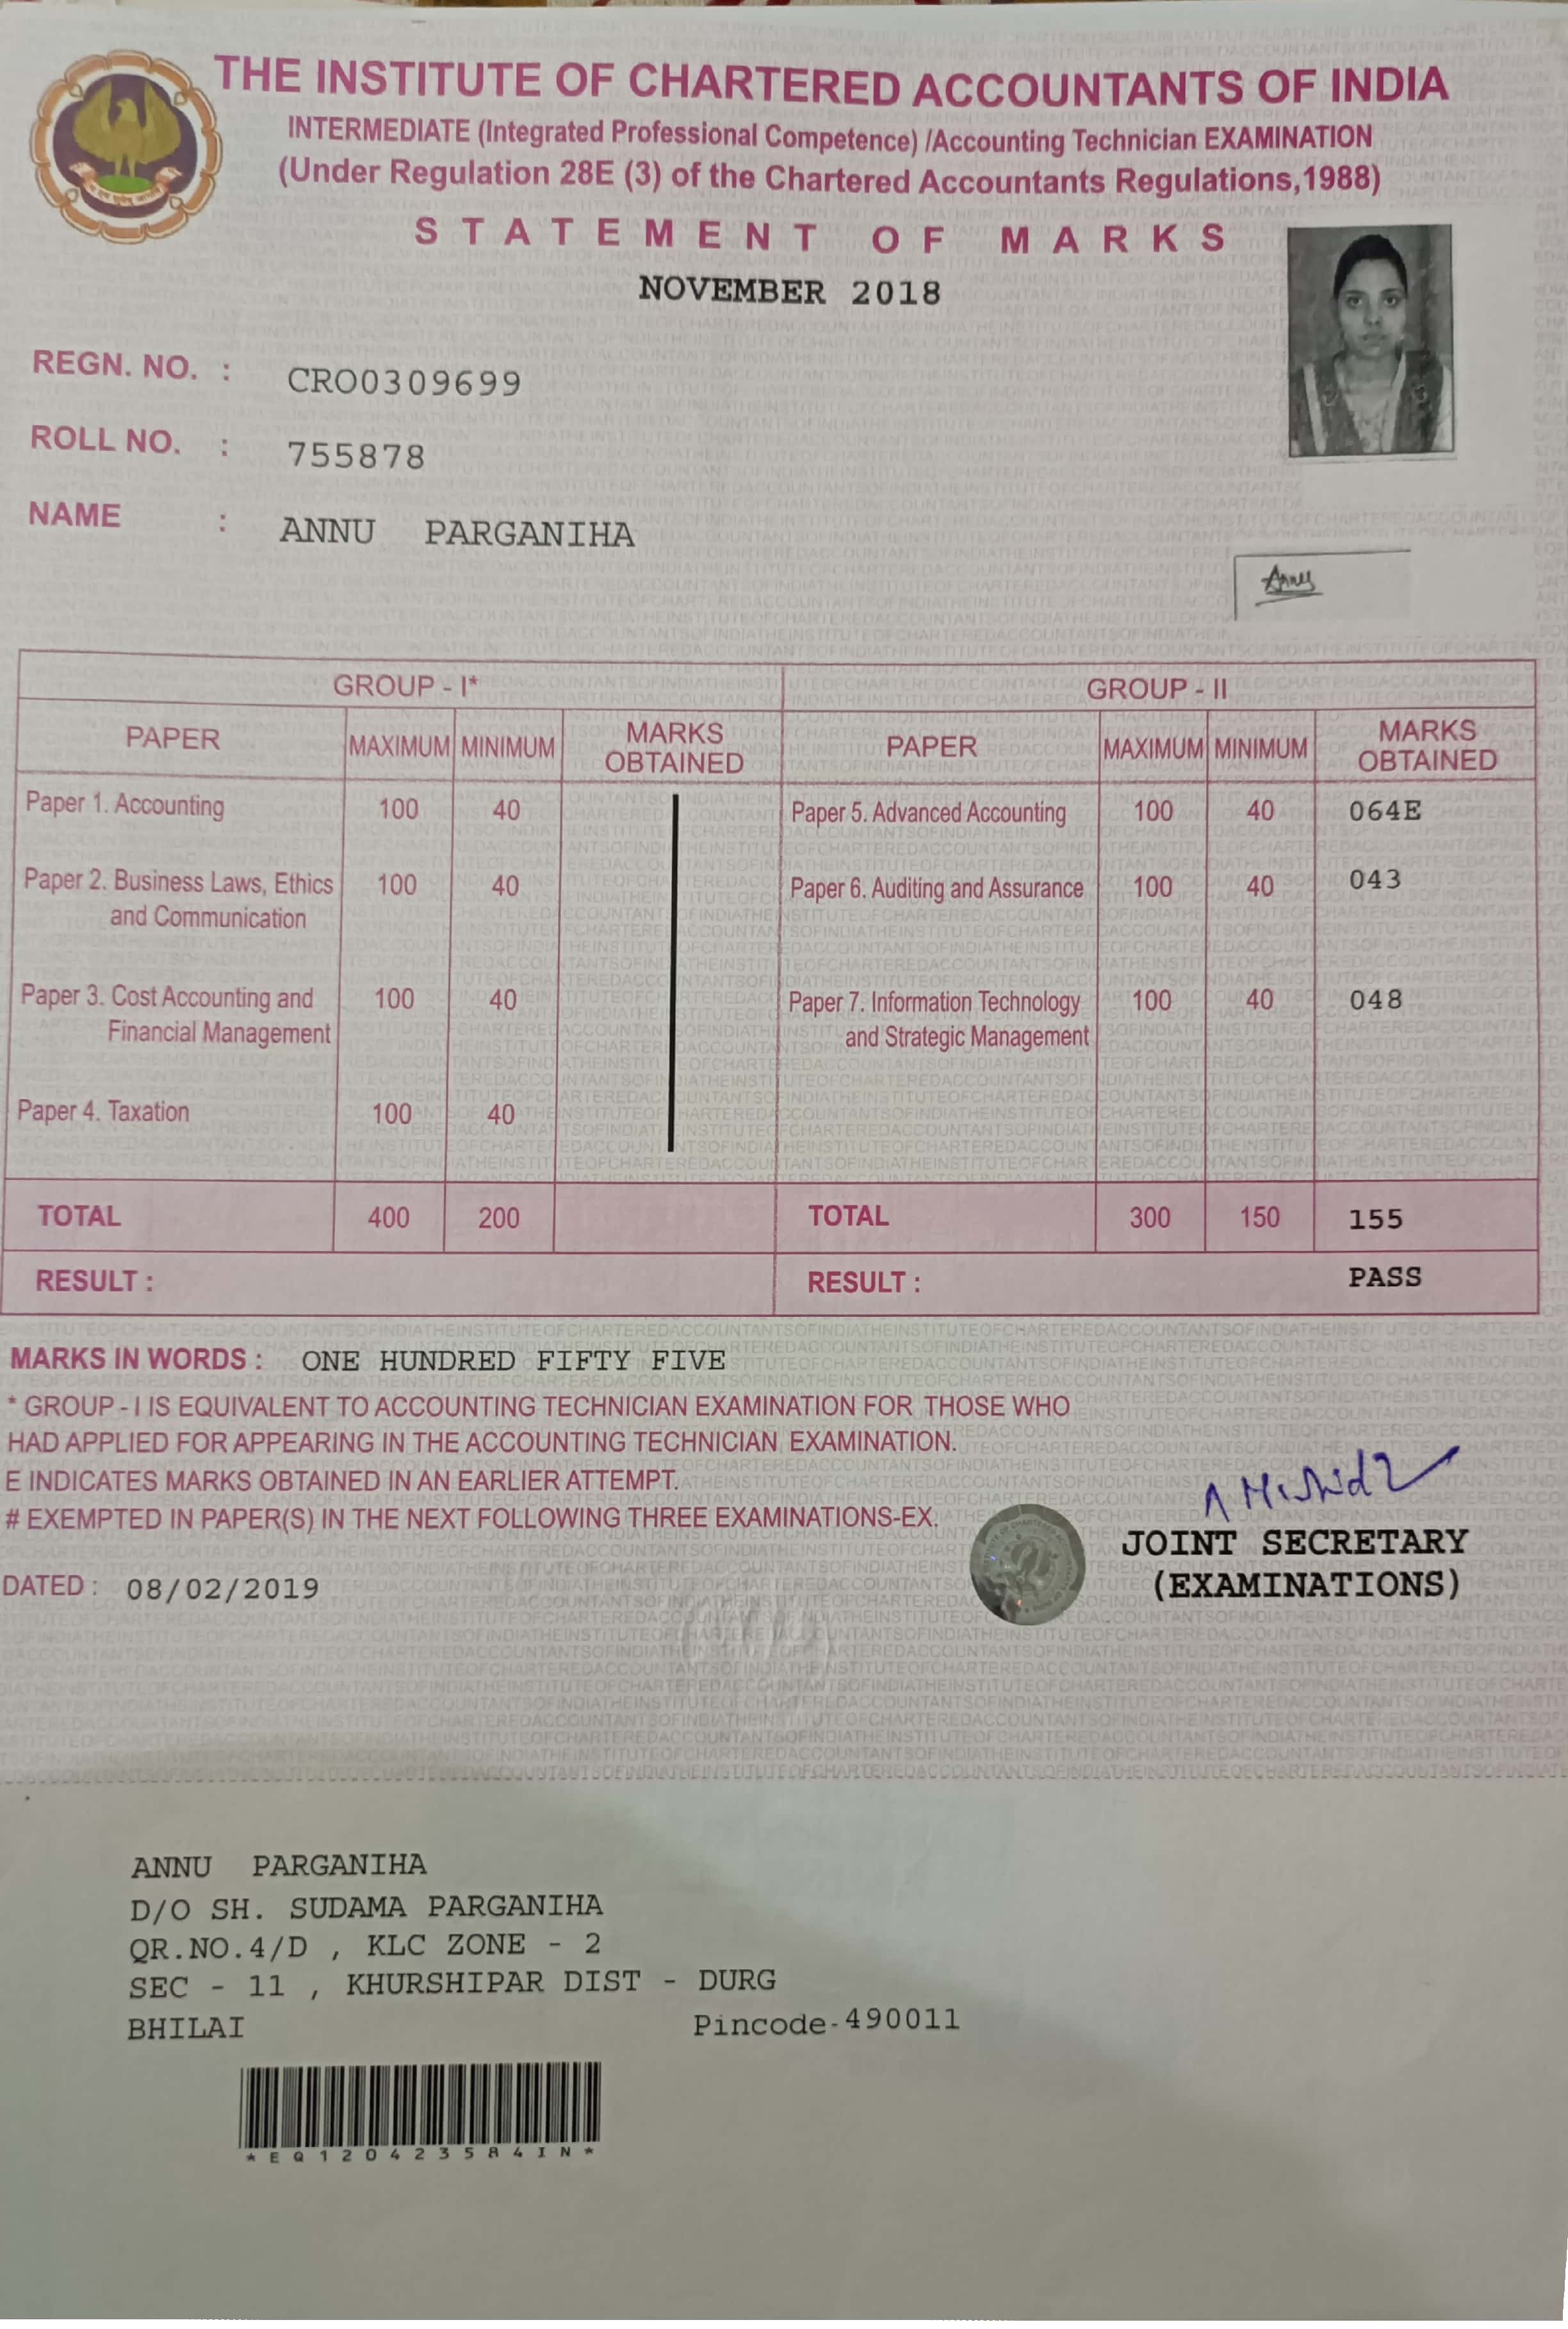 THE INSTITUTE OF CHARTERED ACCOUNTANTS OF INDIA
INTERMEDIATE (Integrated Professional Competence) /Accounting Technician EXAMINATION
(Under Regulation 28E (3) of the Chartered Accountants Regulations,1988)
STATEMENT OF MARKS
NOVEMBER 2018
REGN. NO. : CRO0309699
ROLL NO. : 755878
NAME : ANNU PARGANIHA
Annu
GROUP - I* GROUP - II
PAPER MAXIMUM MINIMUM MARKS OBTAINED PAPER MAXIMUM MINIMUM MARKS OBTAINED
Paper 1. Accounting 100 40 Paper 5. Advanced Accounting 100 40 064E
Paper 2. Business Laws, Ethics 100 40 Paper 6. Auditing and Assurance 100 40 043
and Communication
Paper 3. Cost Accounting and 100 40 Paper 7. Information Technology 100 40 048
Financial Management and Strategic Management
Paper 4. Taxation 100 40
TOTAL 400 200 TOTAL 300 150 155
RESULT : RESULT : PASS
MARKS IN WORDS : ONE HUNDRED FIFTY FIVE
* GROUP - I IS EQUIVALENT TO ACCOUNTING TECHNICIAN EXAMINATION FOR THOSE WHO
HAD APPLIED FOR APPEARING IN THE ACCOUNTING TECHNICIAN EXAMINATION.
E INDICATES MARKS OBTAINED IN AN EARLIER ATTEMPT.
# EXEMPTED IN PAPER(S) IN THE NEXT FOLLOWING THREE EXAMINATIONS-EX.
JOINT SECRETARY
(EXAMINATIONS)
DATED : 08/02/2019
ANNU PARGANIHA
D/O SH. SUDAMA PARGANIHA
QR.NO.4/D , KLC ZONE - 2
SEC - 11 , KHURSHIPAR DIST - DURG
BHILAI Pincode-490011
*EQ120423584IN*